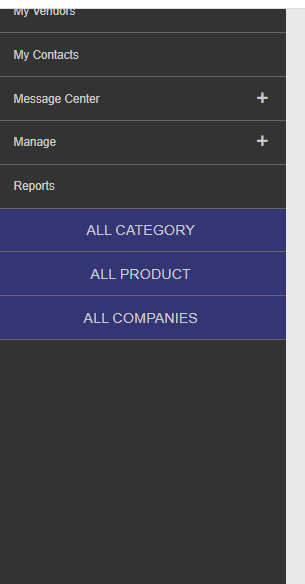 My Vendors
My Contacts
Message Center +
Manage +
Reports
ALL CATEGORY
ALL PRODUCT
ALL COMPANIES